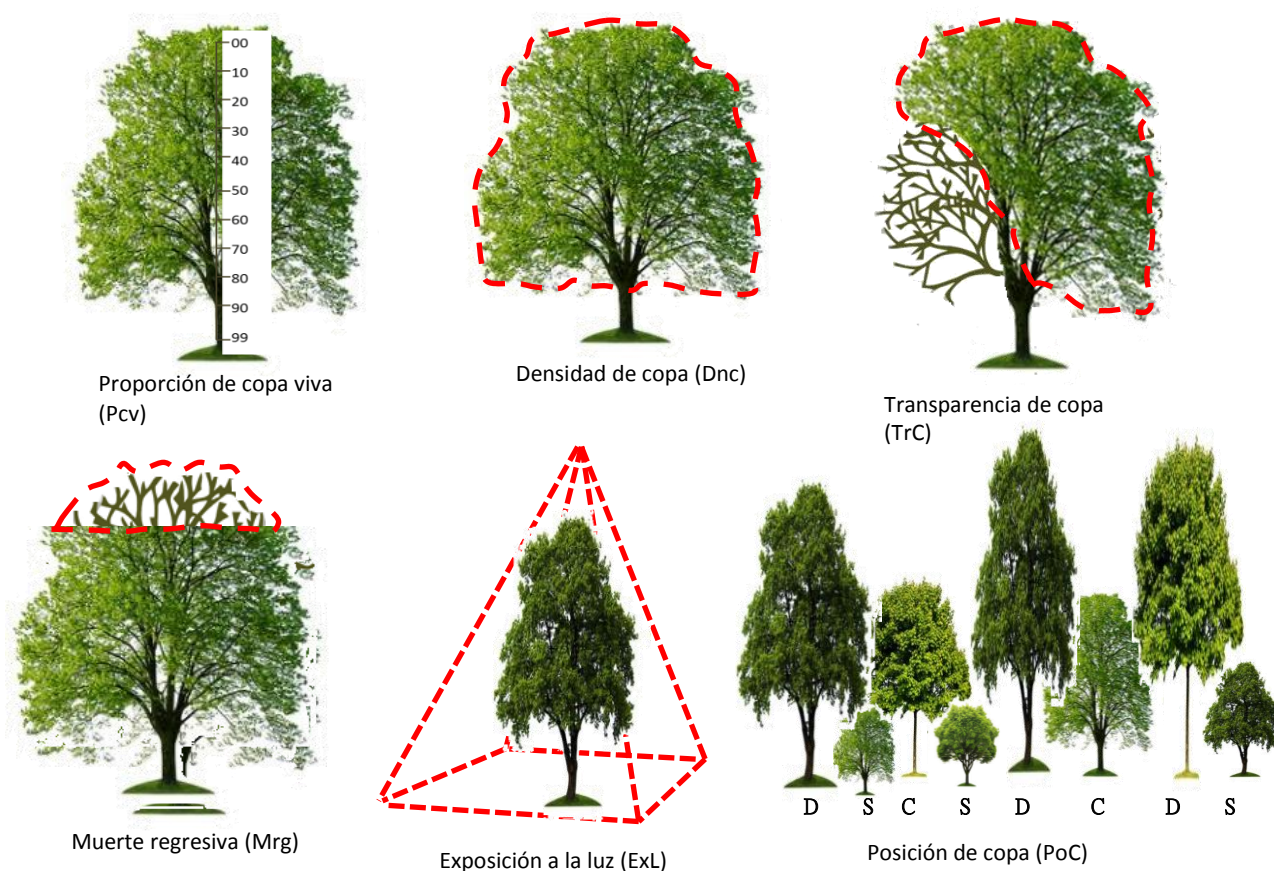 00
10
20
30
40
50
60
70
80
90
99
Proporción de copa viva
(Pcv)
Densidad de copa (Dnc)
Transparencia de copa
(TrC)
Muerte regresiva (Mrg)
Exposición a la luz (ExL)
D S C S D C D S
Posición de copa (PoC)